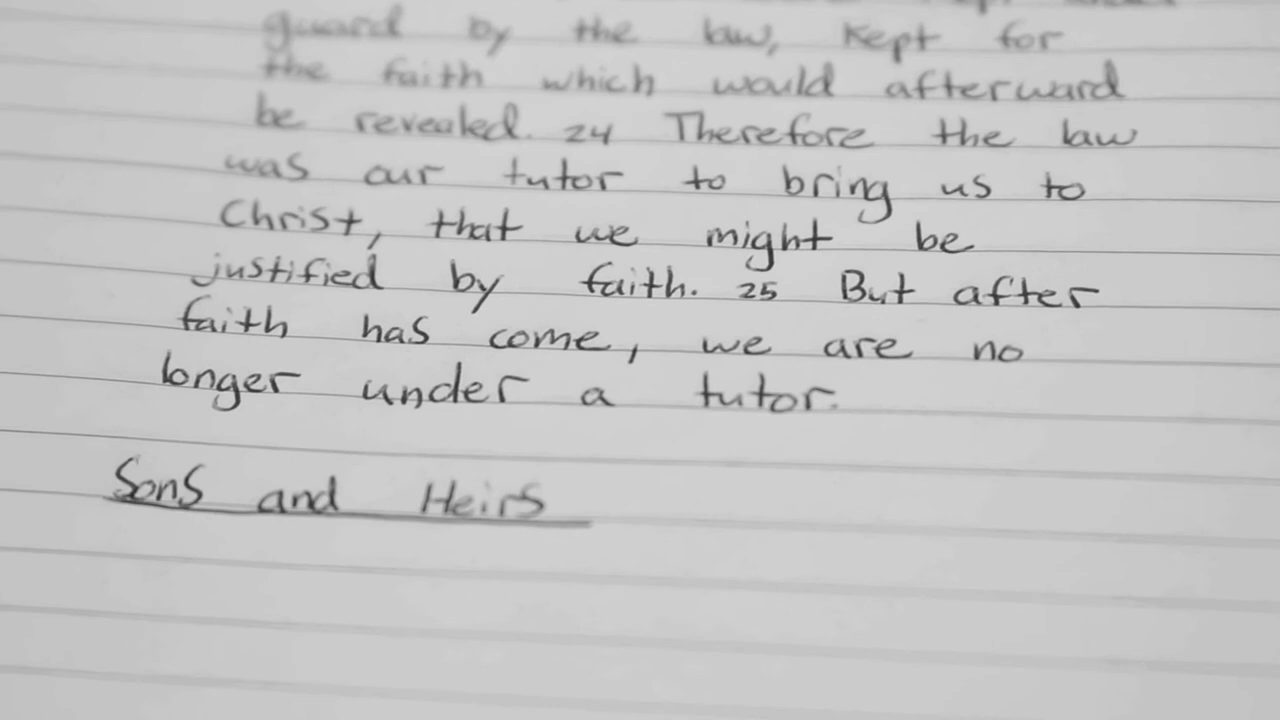 guard by the law, kept for
the faith which would afterward
be revealed. 24 Therefore the law
was our tutor to bring us to
Christ, that we might be
justified by faith. 25 But after
faith has come, we are no
longer under a tutor.
Sons and Heirs